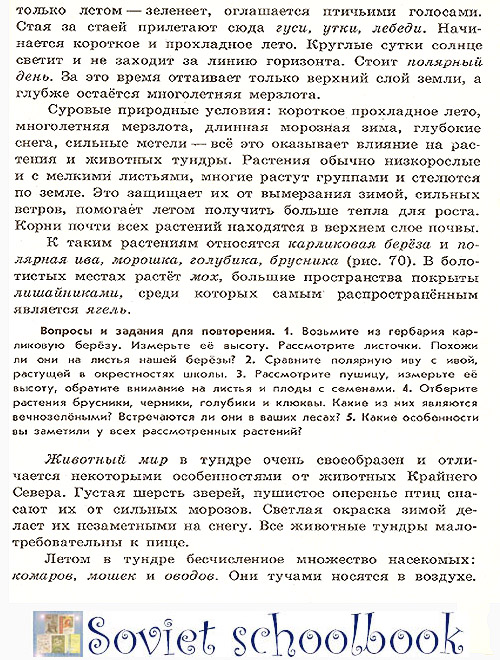 только летом — зеленеет, оглашается птичьими голосами.
Стая за стаей прилетают сюда гуси, утки, лебеди. Начи-
нается короткое и прохладное лето. Круглые сутки солнце
светит и не заходит за линию горизонта. Стоит полярный
день. За это время оттаивает только верхний слой земли, а
глубже остаётся многолетняя мерзлота.
Суровые природные условия: короткое прохладное лето,
многолетняя мерзлота, длинная морозная зима, глубокие
снега, сильные метели — всё это оказывает влияние на рас-
тения и животных тундры. Растения обычно низкорослые
и с мелкими листьями, многие растут группами и стелются
по земле. Это защищает их от вымерзания зимой, сильных
ветров, помогает летом получить больше тепла для роста.
Корни почти всех растений находятся в верхнем слое почвы.
К таким растениям относятся карликовая берёза и по-
лярная ива, морошка, голубика, брусника (рис. 70). В боло-
тистых местах растёт мох, большие пространства покрыты
лишайниками, среди которых самым распространённым
является ягель.
Вопросы и задания для повторения. 1. Возьмите из гербария кар-
ликовую берёзу. Измерьте её высоту. Рассмотрите листочки. Похожи
ли они на листья нашей берёзы? 2. Сравните полярную иву с ивой,
растущей в окрестностях школы. 3. Рассмотрите пушицу, измерьте её
высоту, обратите внимание на листья и плоды с семенами. 4. Отберите
растения брусники, черники, голубики и клюквы. Какие из них являются
вечнозелёными? Встречаются ли они в ваших лесах? 5. Какие особенности
вы заметили у всех рассмотренных растений?
Животный мир в тундре очень своеобразен и отли-
чается некоторыми особенностями от животных Крайнего
Севера. Густая шерсть зверей, пушистое оперенье птиц спа-
сают их от сильных морозов. Светлая окраска зимой де-
лает их незаметными на снегу. Все животные тундры мало-
требовательны к пище.
Летом в тундре бесчисленное множество насекомых:
комаров, мошек и оводов. Они тучами носятся в воздухе.
Soviet schoolbook